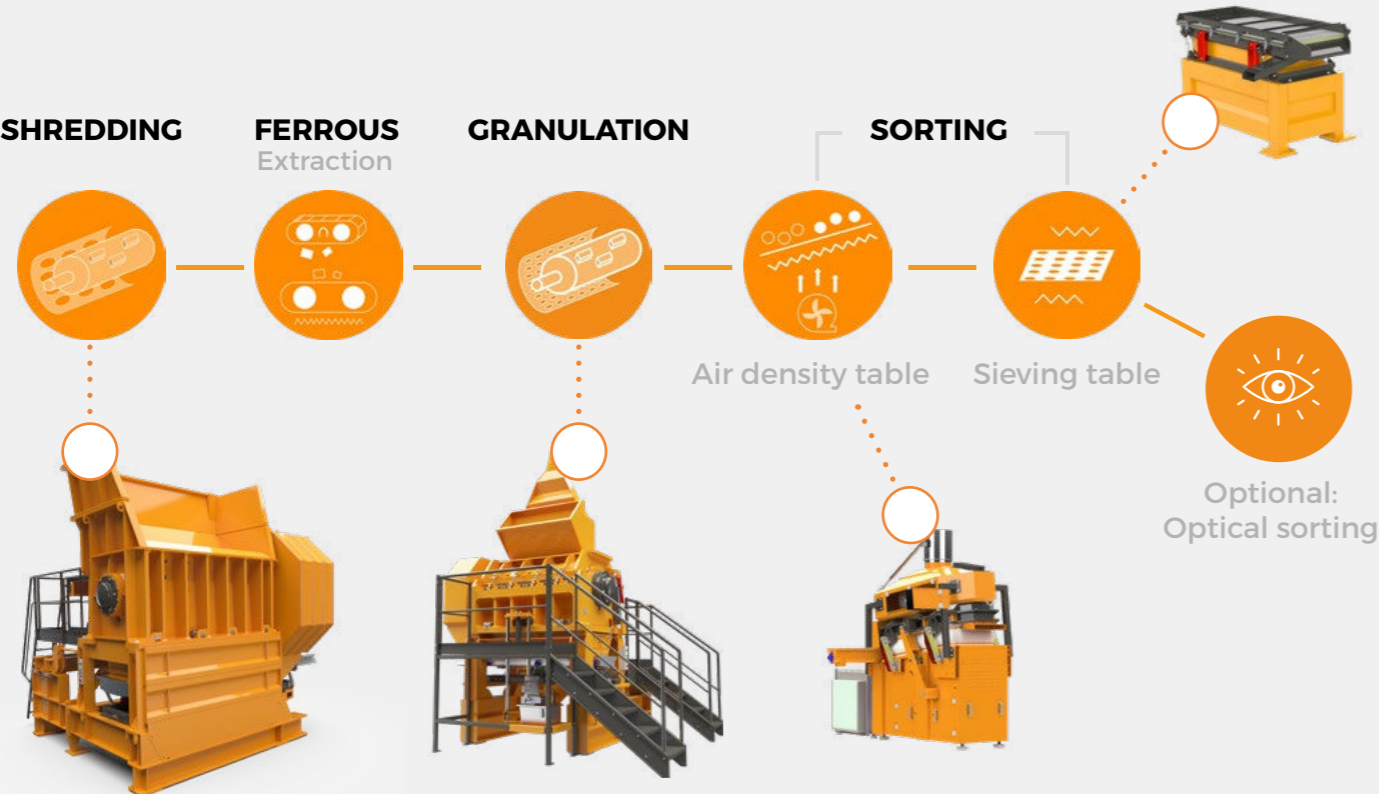 SHREDDING
FERROUS
Extraction
GRANULATION
SORTING
Air density table
Sieving table
Optional:
Optical sorting